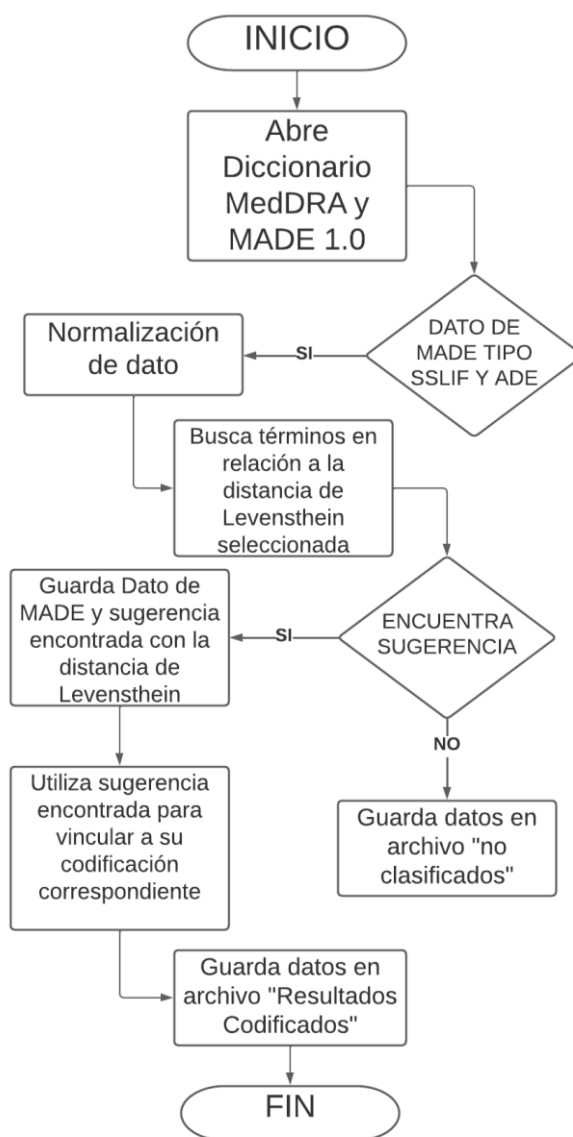 INICIO
Abre
Diccionario
MedDRA y
MADE 1.0
DATO DE
MADE TIPO
SSLIF Y ADE
SI
Normalización
de dato
Busca términos en
relación a la
distancia de
Levensthein
seleccionada
ENCUENTRA
SUGERENCIA
SI
Guarda Dato de
MADE y sugerencia
encontrada con la
distancia de
Levensthein
NO
Utiliza sugerencia
encontrada para
vincular a su
codificación
correspondiente
Guarda datos en
archivo "no
clasificados"
Guarda datos en
archivo "Resultados
Codificados"
FIN